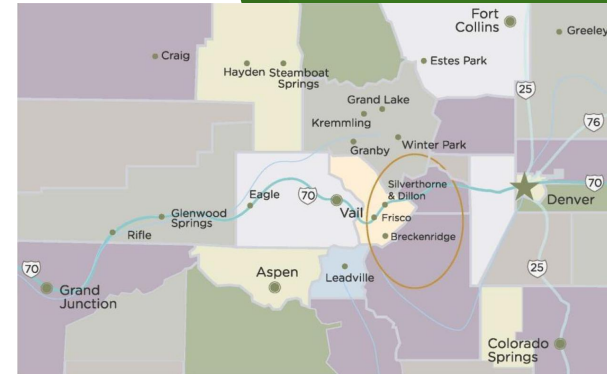 Fort
Collins
Greeley
Craig
Estes Park
Hayden
Steamboat
Springs
25
Grand Lake
76
Kremmling
Winter Park
Granby
Silverthorne
& Dillon
70
Eagle
70
Denver
Vail
Glenwood
Springs
Frisco
Rifle
Breckenridge
70
Aspen
Leadville
25
Grand
Junction
Colorado
Springs